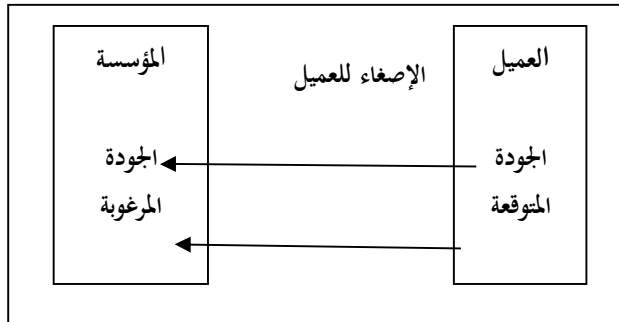 العميل
المؤسسة
الإصغاء للعميل
الجودة
الجودة
المتوقعة
المرغوبة